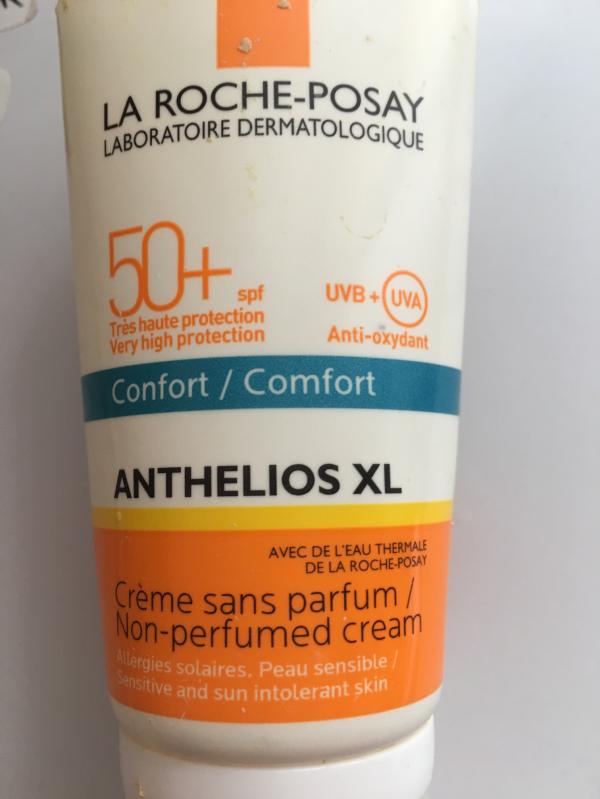 LA ROCHE-POSAY
LABORATOIRE DERMATOLOGIQUE
50+ spf
Très haute protection
Very high protection
UVB + UVA
Anti-oxydant
Confort / Comfort
ANTHELIOS XL
AVEC DE L'EAU THERMALE
DE LA ROCHE-POSAY
Crème sans parfum /
Non-perfumed cream
Allergies solaires. Peau sensible /
Sensitive and sun intolerant skin